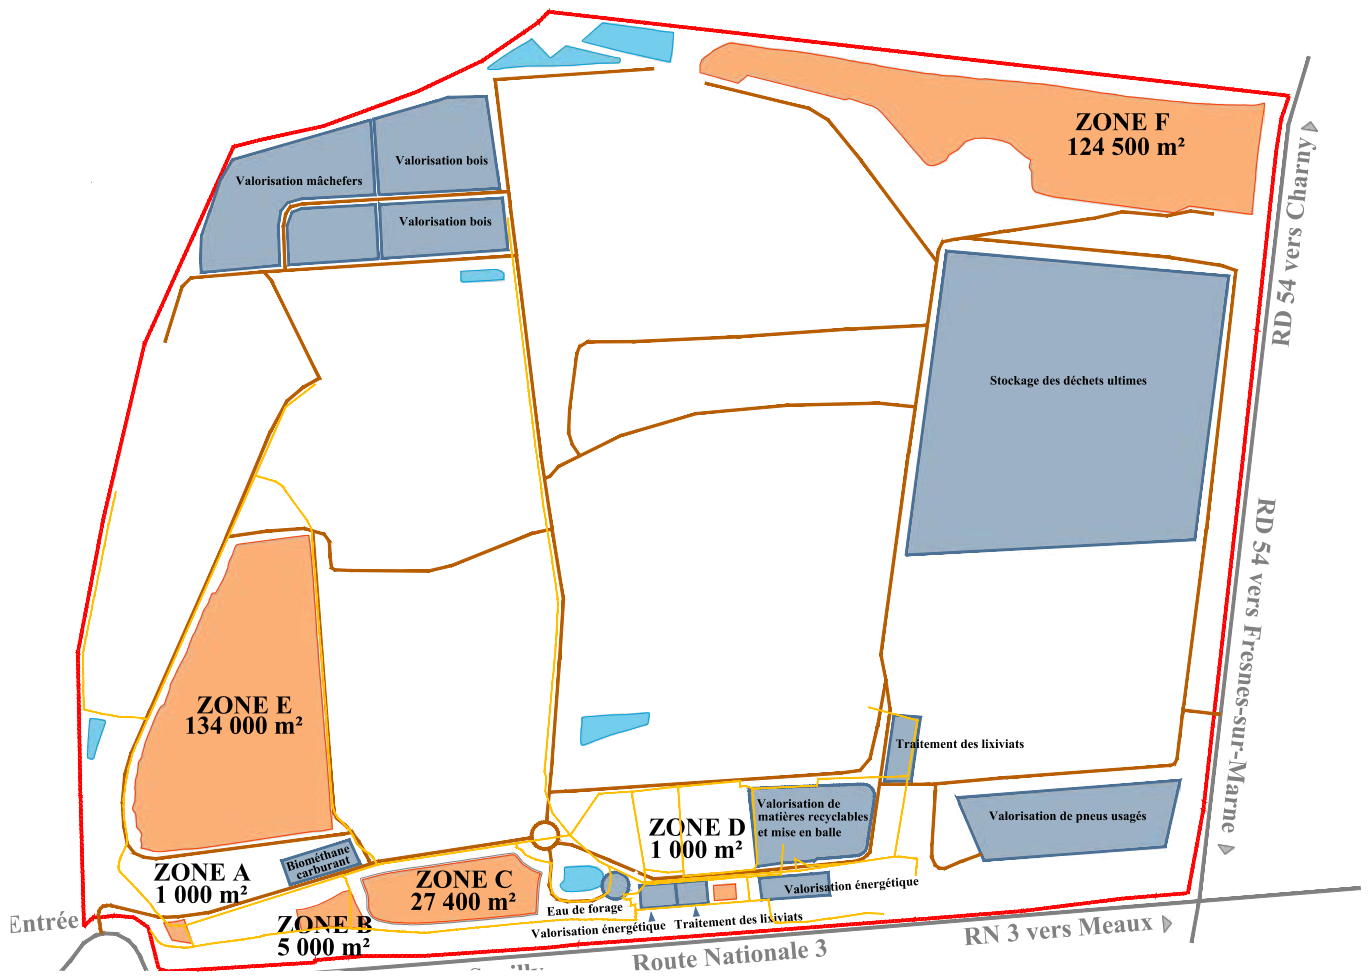 ZONE F
124 500 m²
RD 54 vers Charny
Valorisation bois
Valorisation mâchefers
Valorisation bois
Stockage des déchets ultimes
RD 54 vers Fresnes-sur-Marne
ZONE E
134 000 m²
Traitement des lixiviats
Valorisation de
matières recyclables
et mise en balle
Valorisation de pneus usagés
ZONE D
1 000 m²
Biométhane
carburant
ZONE A
1 000 m²
ZONE C
27 400 m²
Valorisation énergétique
Eau de forage
Entrée
ZONE B
5 000 m²
Valorisation énergétique
Traitement des lixiviats
RN 3 vers Meaux
Route Nationale 3